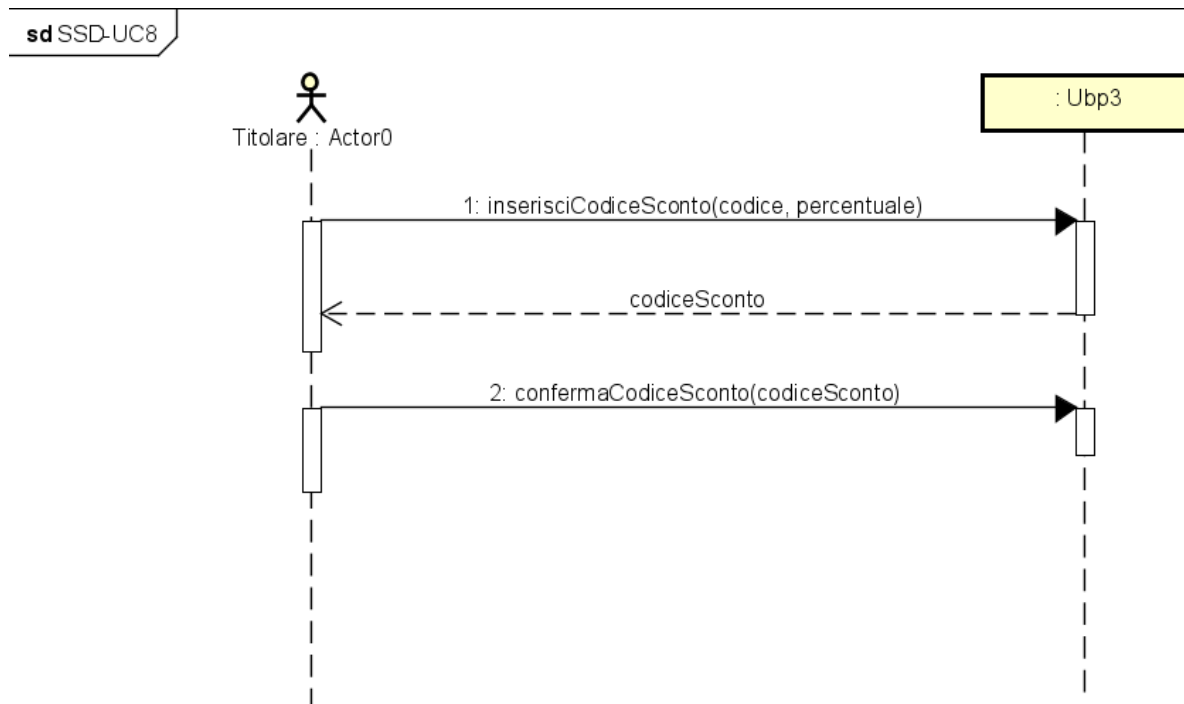 sd SSD-UC8
Titolare : Actor0
: Ubp3
1: inserisciCodiceSconto(codice, percentuale)
codiceSconto
2: confermaCodiceSconto(codiceSconto)